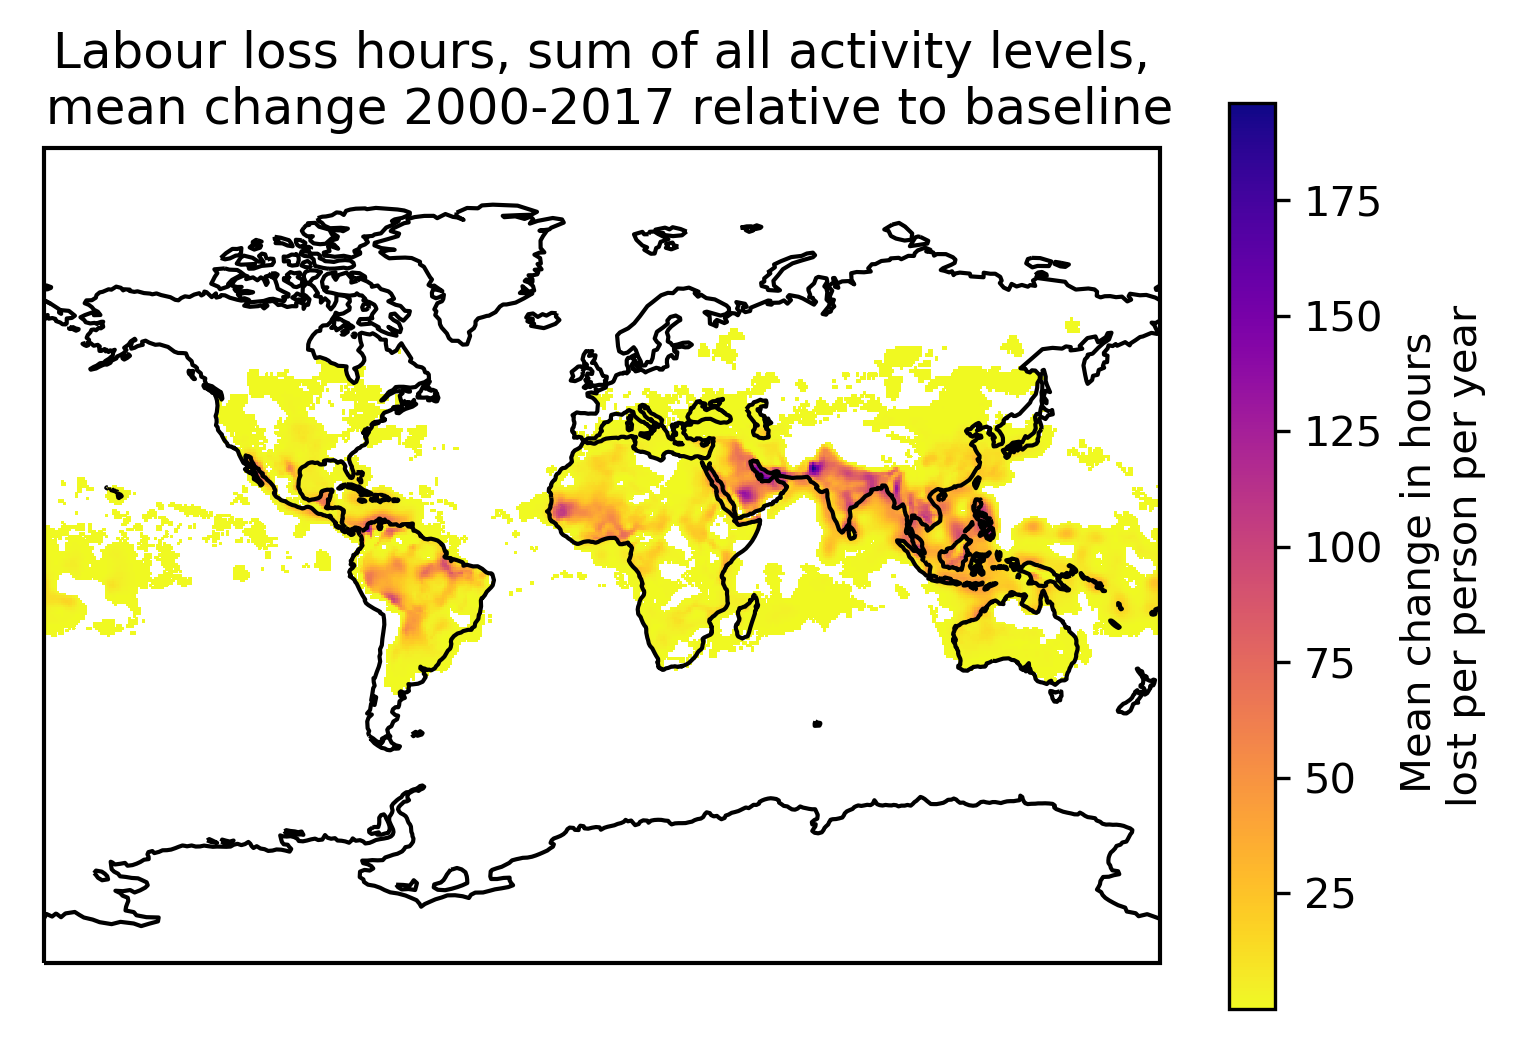 Labour loss hours, sum of all activity levels,
mean change 2000-2017 relative to baseline
175
150
125
100
75
50
25
Mean change in hours
lost per person per year